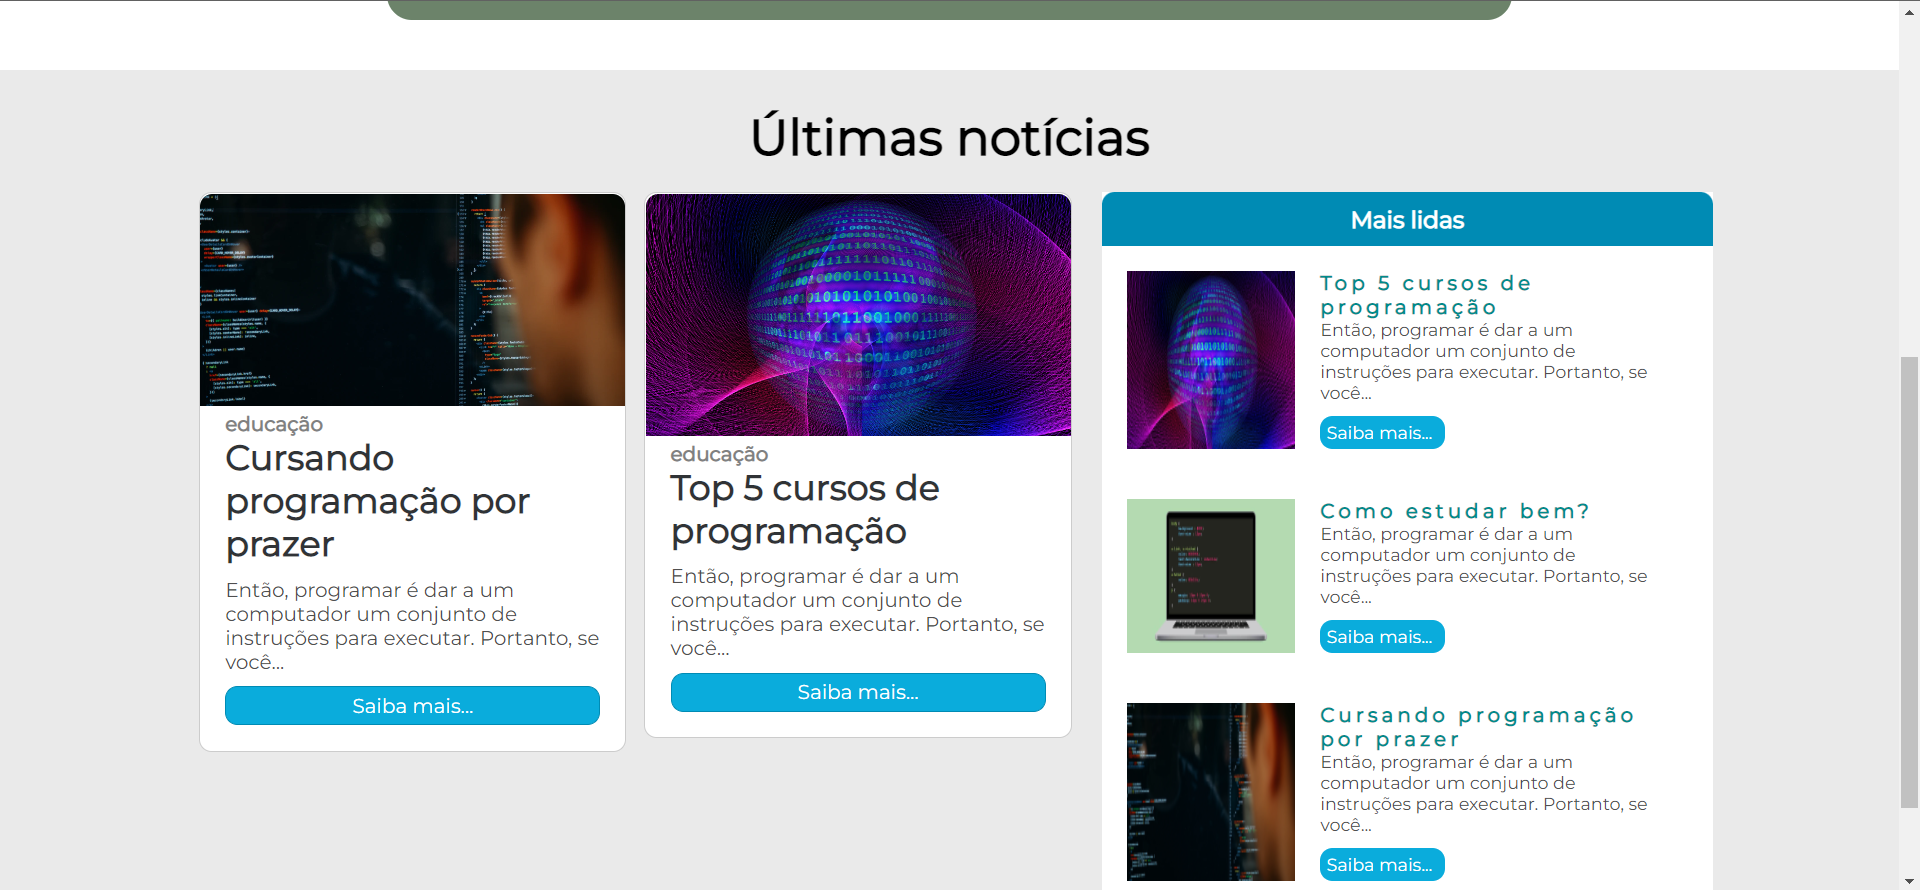 Últimas notícias
educação
Cursando
programação por
prazer
Então, programar é dar a um
computador um conjunto de
instruções para executar. Portanto, se
você...
Saiba mais...
educação
Top 5 cursos de
programação
Então, programar é dar a um
computador um conjunto de
instruções para executar. Portanto, se
você...
Saiba mais...
Mais lidas
Top 5 cursos de
programação
Então, programar é dar a um
computador um conjunto de
instruções para executar. Portanto, se
você...
Saiba mais...
Como estudar bem?
Então, programar é dar a um
computador um conjunto de
instruções para executar. Portanto, se
você...
Saiba mais...
Cursando programação
por prazer
Então, programar é dar a um
computador um conjunto de
instruções para executar. Portanto, se
você...
Saiba mais...